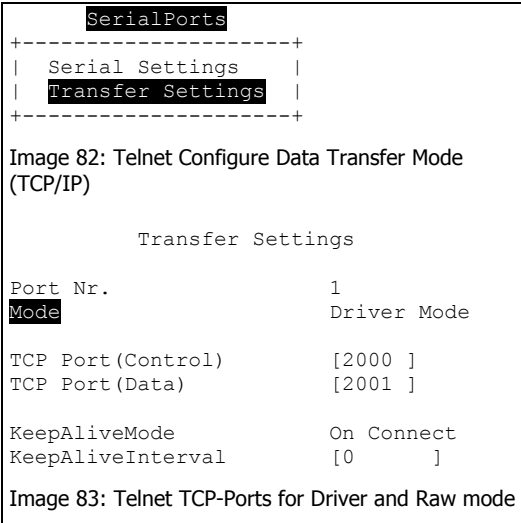 SerialPorts
+---------------------+
|  Serial Settings    |
|  Transfer Settings  |
+---------------------+
Image 82: Telnet Configure Data Transfer Mode
(TCP/IP)
Transfer Settings
Port Nr. 1
Mode Driver Mode
TCP Port(Control) [2000 ]
TCP Port(Data) [2001 ]
KeepAliveMode On Connect
KeepAliveInterval [0      ]
Image 83: Telnet TCP-Ports for Driver and Raw mode